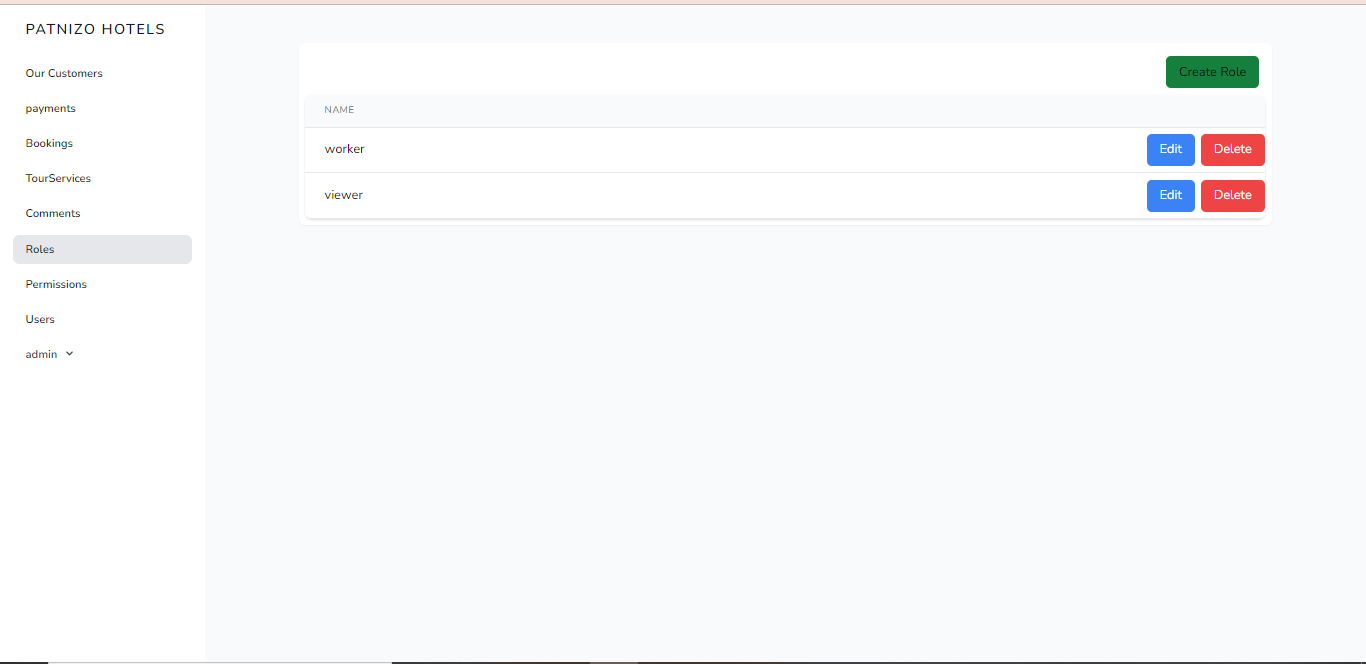 PATNIZO HOTELS
Our Customers
payments
Bookings
TourServices
Comments
Roles
Permissions
Users
admin
Create Role
NAME
worker Edit Delete
viewer Edit Delete